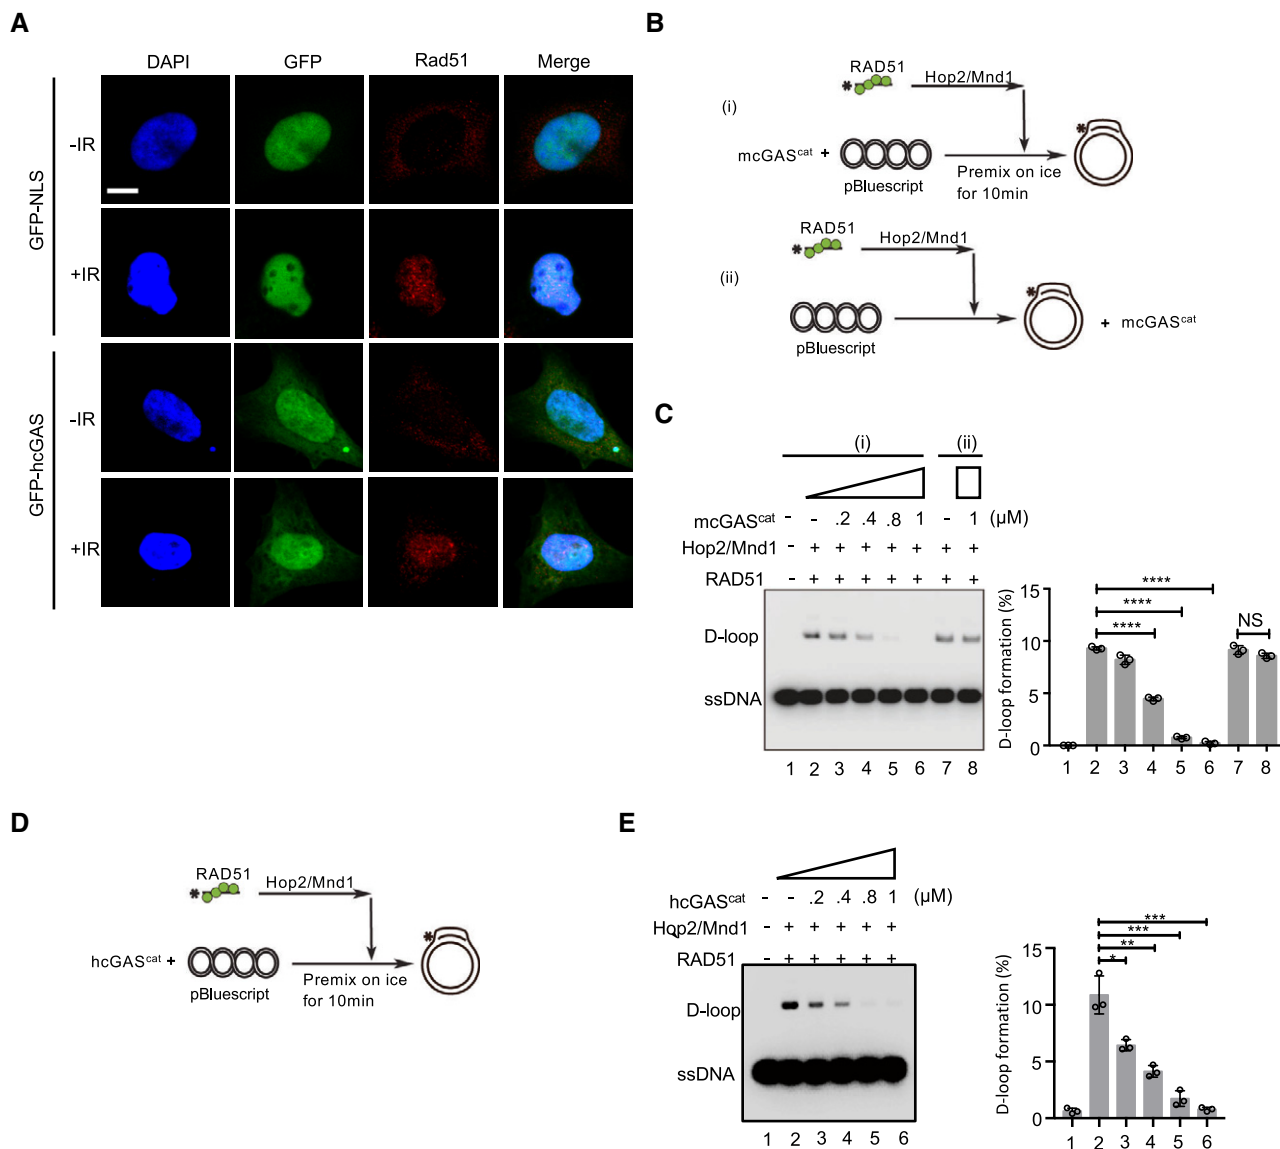 A
DAPI GFP Rad51 Merge
GFP-NLS
-IR
+IR
GFP-hcGAS
-IR
+IR
B
(i)
RAD51
*
Hop2/Mnd1
mcGAScat +
pBluescript
Premix on ice
for 10min
*
(ii)
RAD51
*
Hop2/Mnd1
pBluescript
*
+ mcGAScat
C
(i) (ii)
mcGAScat - - .2 .4 .8 1 - 1 (µM)
Hop2/Mnd1 - + + + + + + +
RAD51 - + + + + + + +
D-loop
ssDNA
1 2 3 4 5 6 7 8
D-loop formation (%)
15
10
5
0
****
****
****
NS
1 2 3 4 5 6 7 8
D
RAD51
*
Hop2/Mnd1
hcGAScat +
pBluescript
Premix on ice
for 10min
*
E
hcGAScat - - .2 .4 .8 1 (µM)
Hop2/Mnd1 - + + + + +
RAD51 - + + + + +
D-loop
ssDNA
1 2 3 4 5 6
D-loop formation (%)
15
10
5
0
***
***
**
*
1 2 3 4 5 6